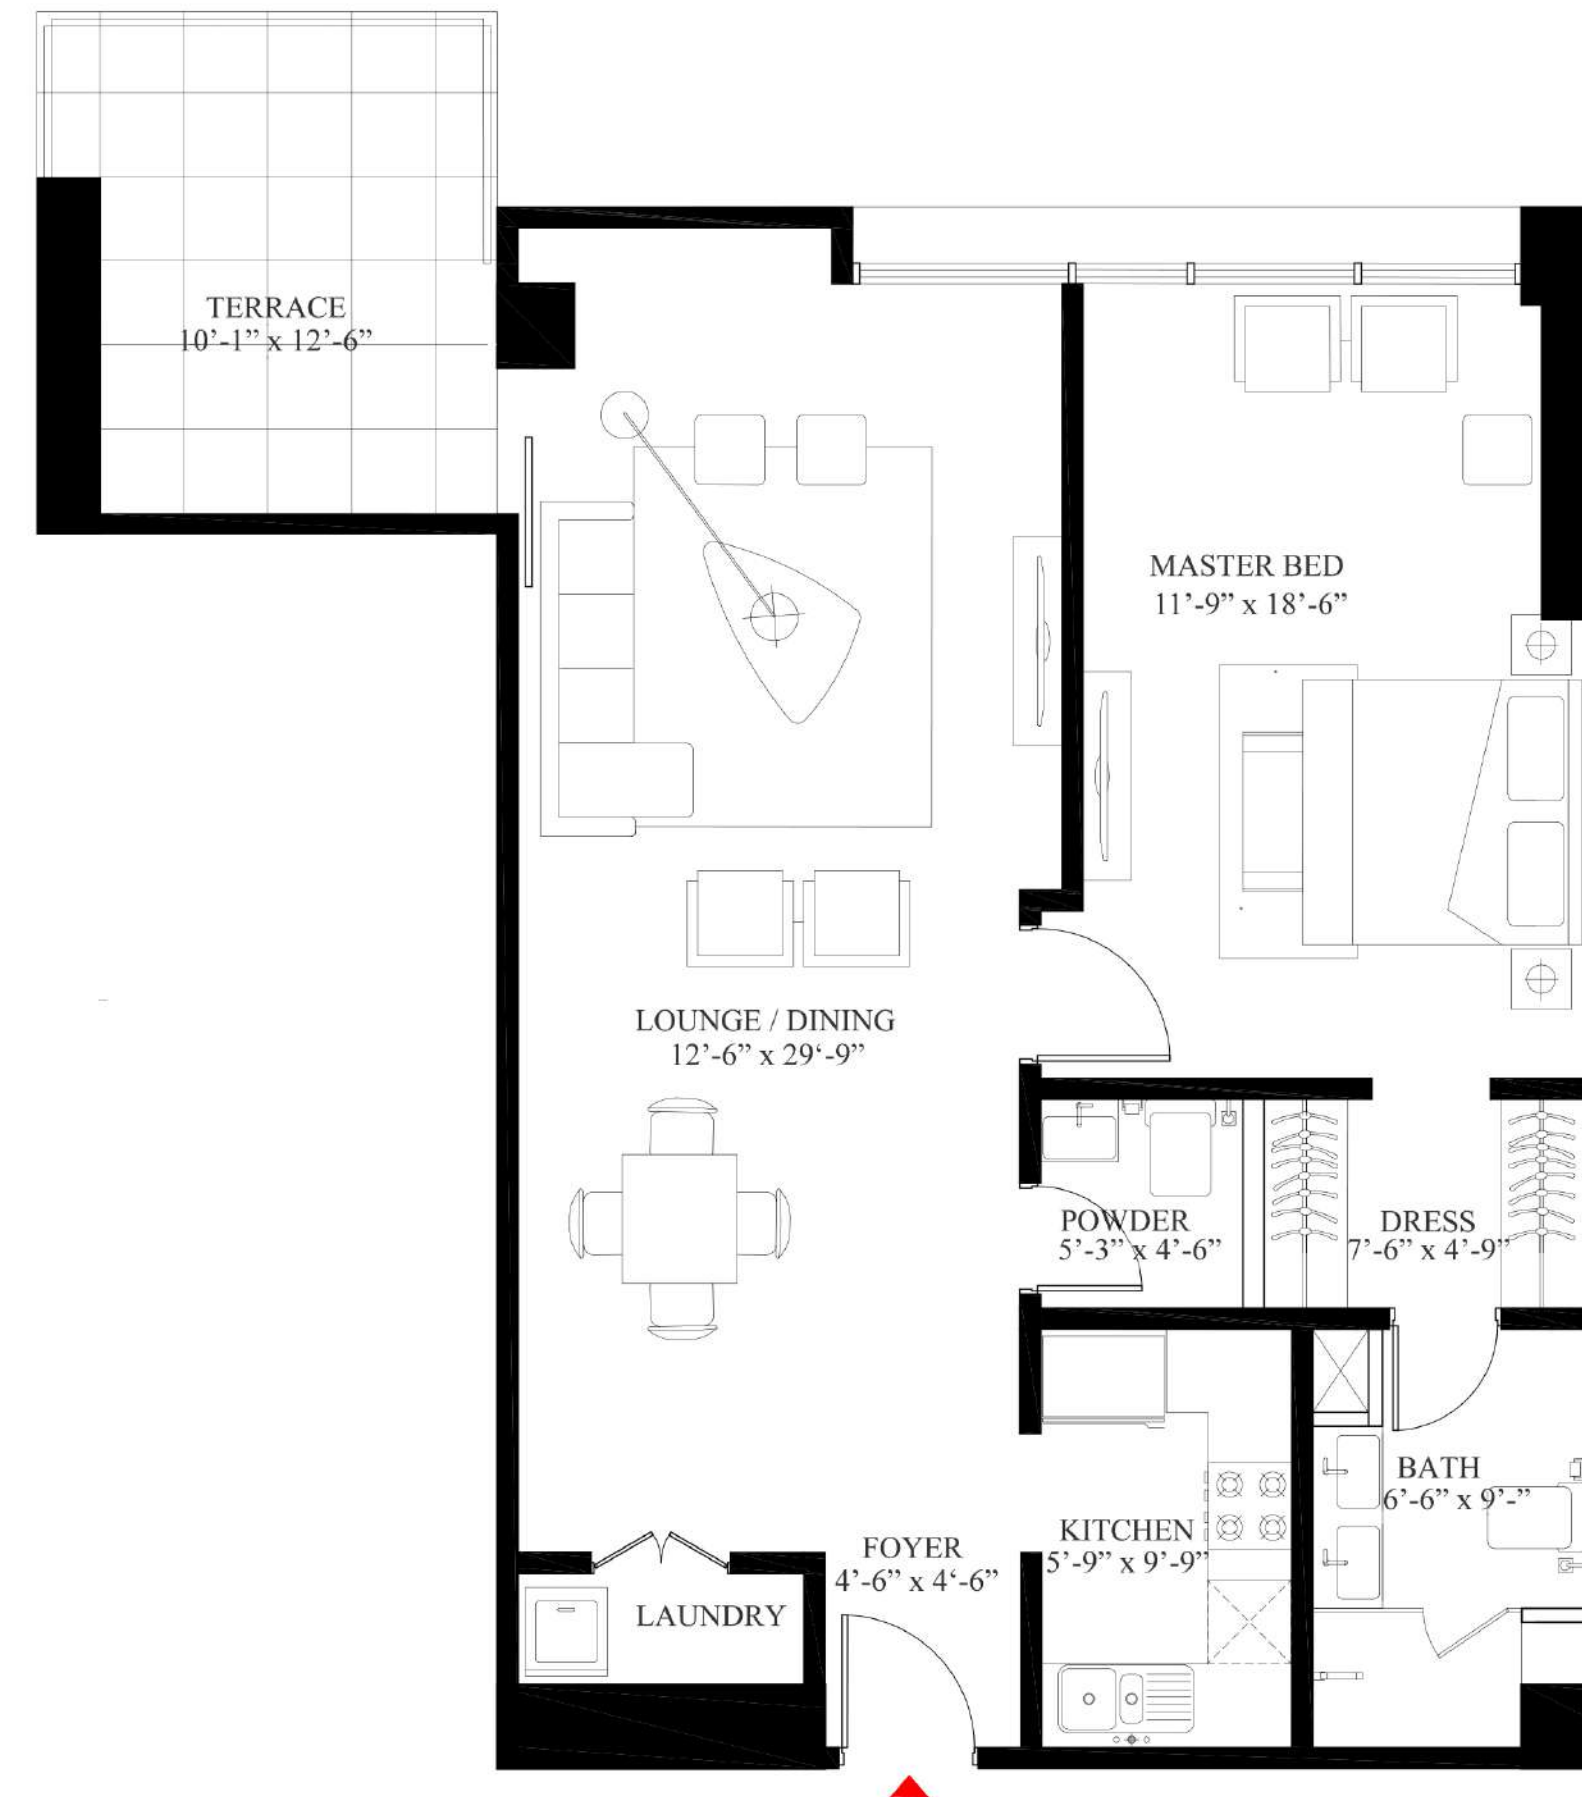 TERRACE
10’-1” x 12’-6”
MASTER BED
11’-9” x 18’-6”
LOUNGE / DINING
12’-6” x 29‘-9”
POWDER
5’-3” x 4’-6”
DRESS
7’-6” x 4’-9”
BATH
6’-6” x 9’-”
KITCHEN
5’-9” x 9’-9”
FOYER
4’-6” x 4‘-6”
LAUNDRY